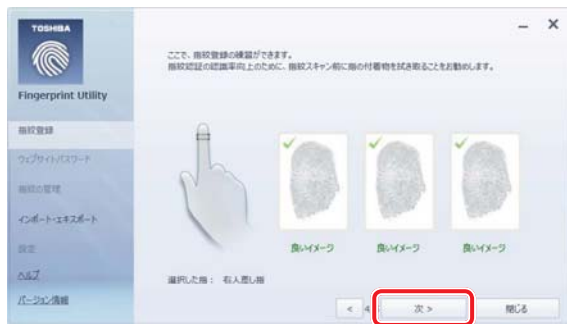 TOSHIBA
Fingerprint Utility
指紋登録
ウェブサイト/パスワード
指紋の管理
インポート・エクスポート
設定
ヘルプ
バージョン情報
ここで、指紋登録の練習ができます。
指紋認証の認識率向上のために、指紋スキャン前に指の付着物を拭き取ることをお勧めします。
良いイメージ
良いイメージ
良いイメージ
選択した指： 右人差し指
< 4 次 > 閉じる